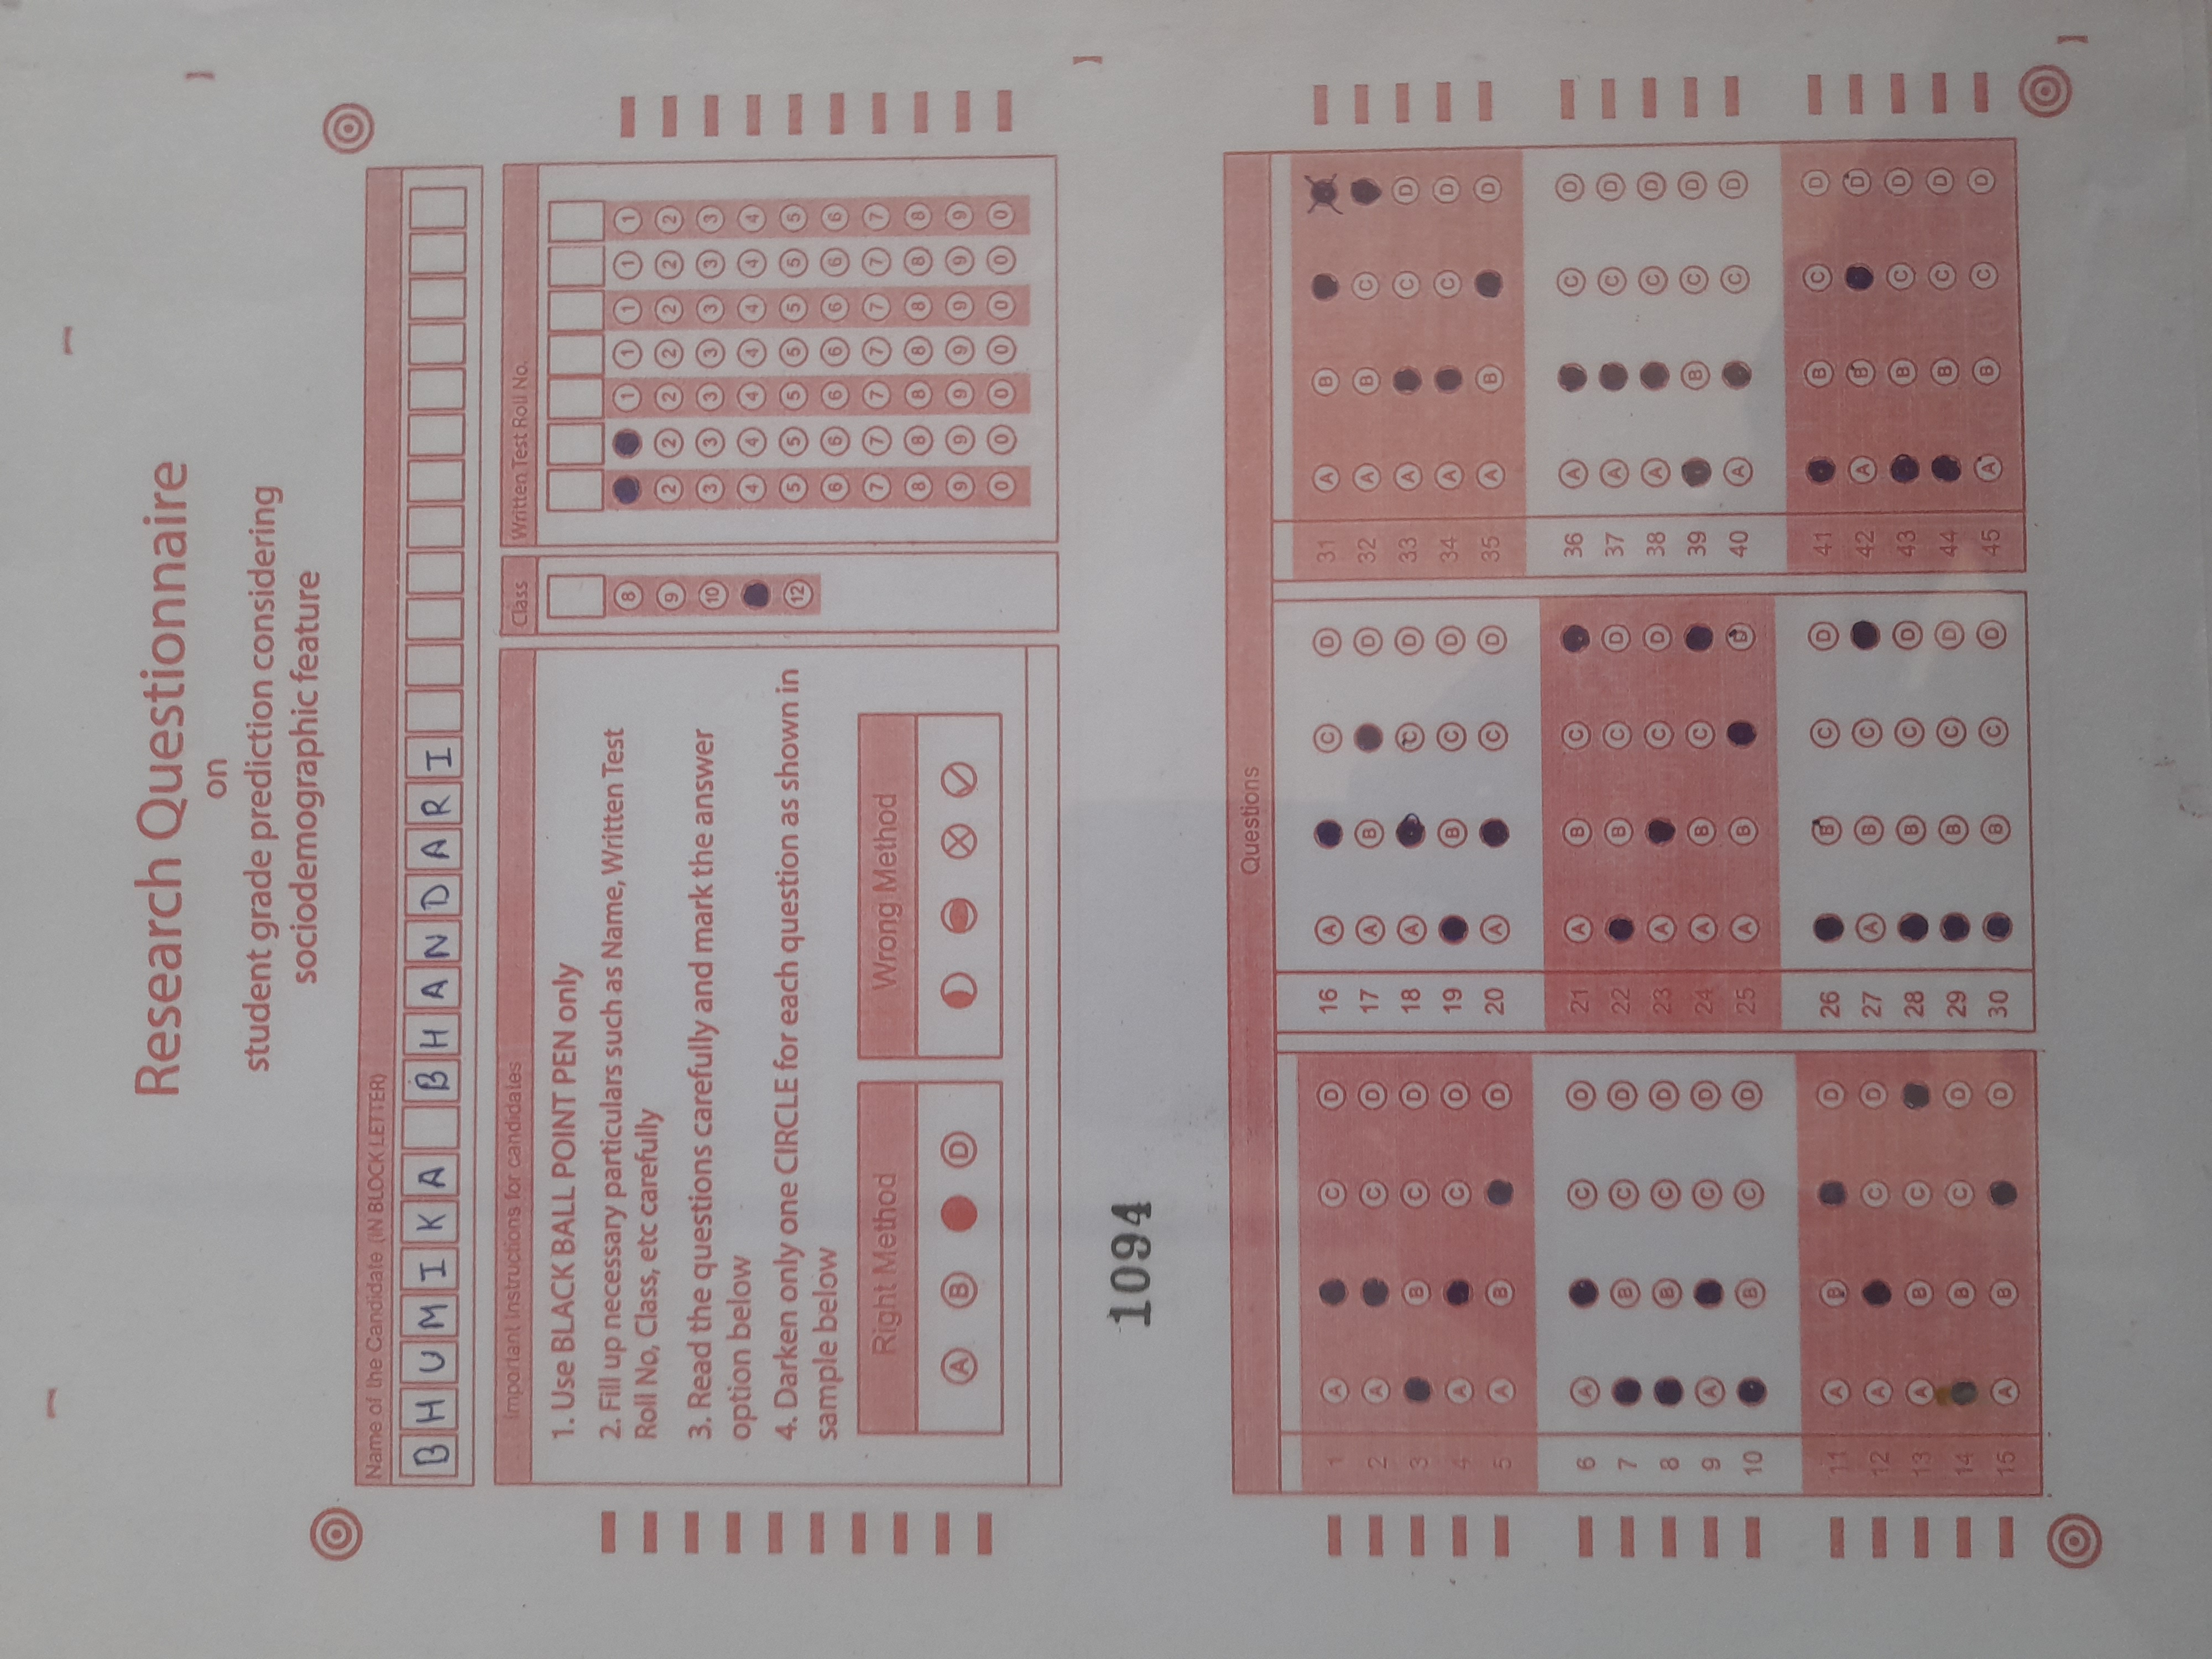 Research Questionnaire
on
student grade prediction considering
sociodemographic feature
Name of the Candidate (IN BLOCK LETTER)
BHUMIKA BHANDARI
Important Instructions for candidates
1. Use BLACK BALL POINT PEN only
2. Fill up necessary particulars such as Name, Written Test
Roll No, Class, etc carefully
3. Read the questions carefully and mark the answer
option below
4. Darken only one CIRCLE for each question as shown in
sample below
Right Method
A B D
Wrong Method
Class
8
9
10
12
Written Test Roll No.
1 1 1 1 1
2 2 2 2 2 2 2
3 3 3 3 3 3 3
4 4 4 4 4 4 4
5 5 5 5 5 5 5
6 6 6 6 6 6 6
7 7 7 7 7 7 7
8 8 8 8 8 8 8
9 9 9 9 9 9 9
0 0 0 0 0 0 0
1094
Questions
1 A C D
2 A C D
3 B C D
4 A C D
5 A B D
6 A C D
7 B C D
8 B C D
9 A C D
10 B C D
11 A B D
12 A C D
13 A B C
14 B C D
15 A B D
16 A C D
17 A B D
18 A C D
19 B C D
20 A C D
21 A B C
22 B C D
23 A C D
24 A B C
25 A B D
26 B C D
27 A B C
28 B C D
29 B C D
30 B C D
31 A B
32 A B C
33 A C D
34 A C D
35 A B D
36 A C D
37 A C D
38 A C D
39 B C D
40 A C D
41 B C D
42 A B D
43 B C D
44 B C D
45 A B C D